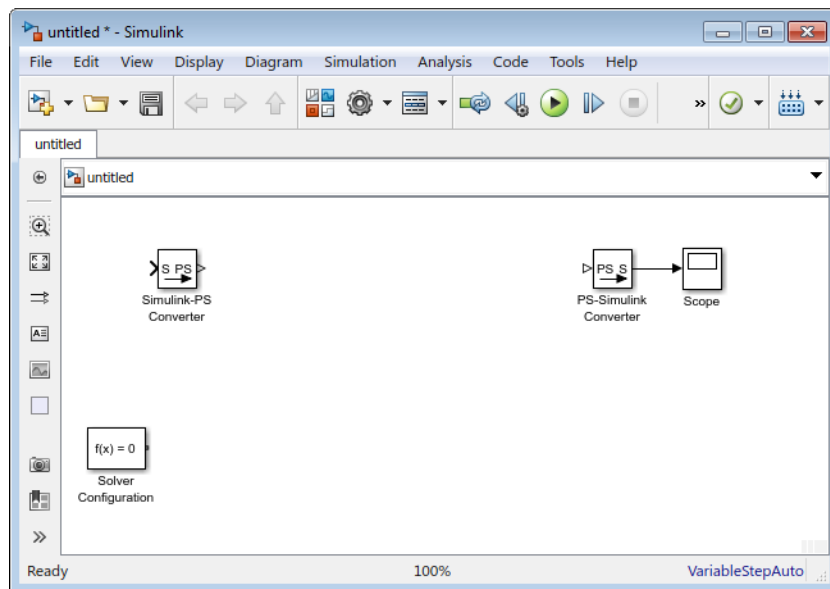 untitled * - Simulink
File Edit View Display Diagram Simulation Analysis Code Tools Help
untitled
untitled
S PS
Simulink-PS
Converter
PS S
PS-Simulink
Converter
Scope
f(x) = 0
Solver
Configuration
Ready 100% VariableStepAuto